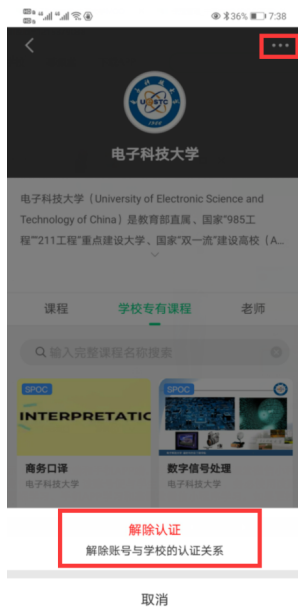 36% 7:38
电子科技大学
电子科技大学（University of Electronic Science and
Technology of China）是教育部直属、国家“985工
程”“211工程”重点建设大学、国家“双一流”建设高校（A...
课程 学校专有课程 老师
输入完整课程名称搜索
SPOC SPOC
INTERPRETATIC
商务口译 数字信号处理
电子科技大学 电子科技大学
解除认证
解除账号与学校的认证关系
取消